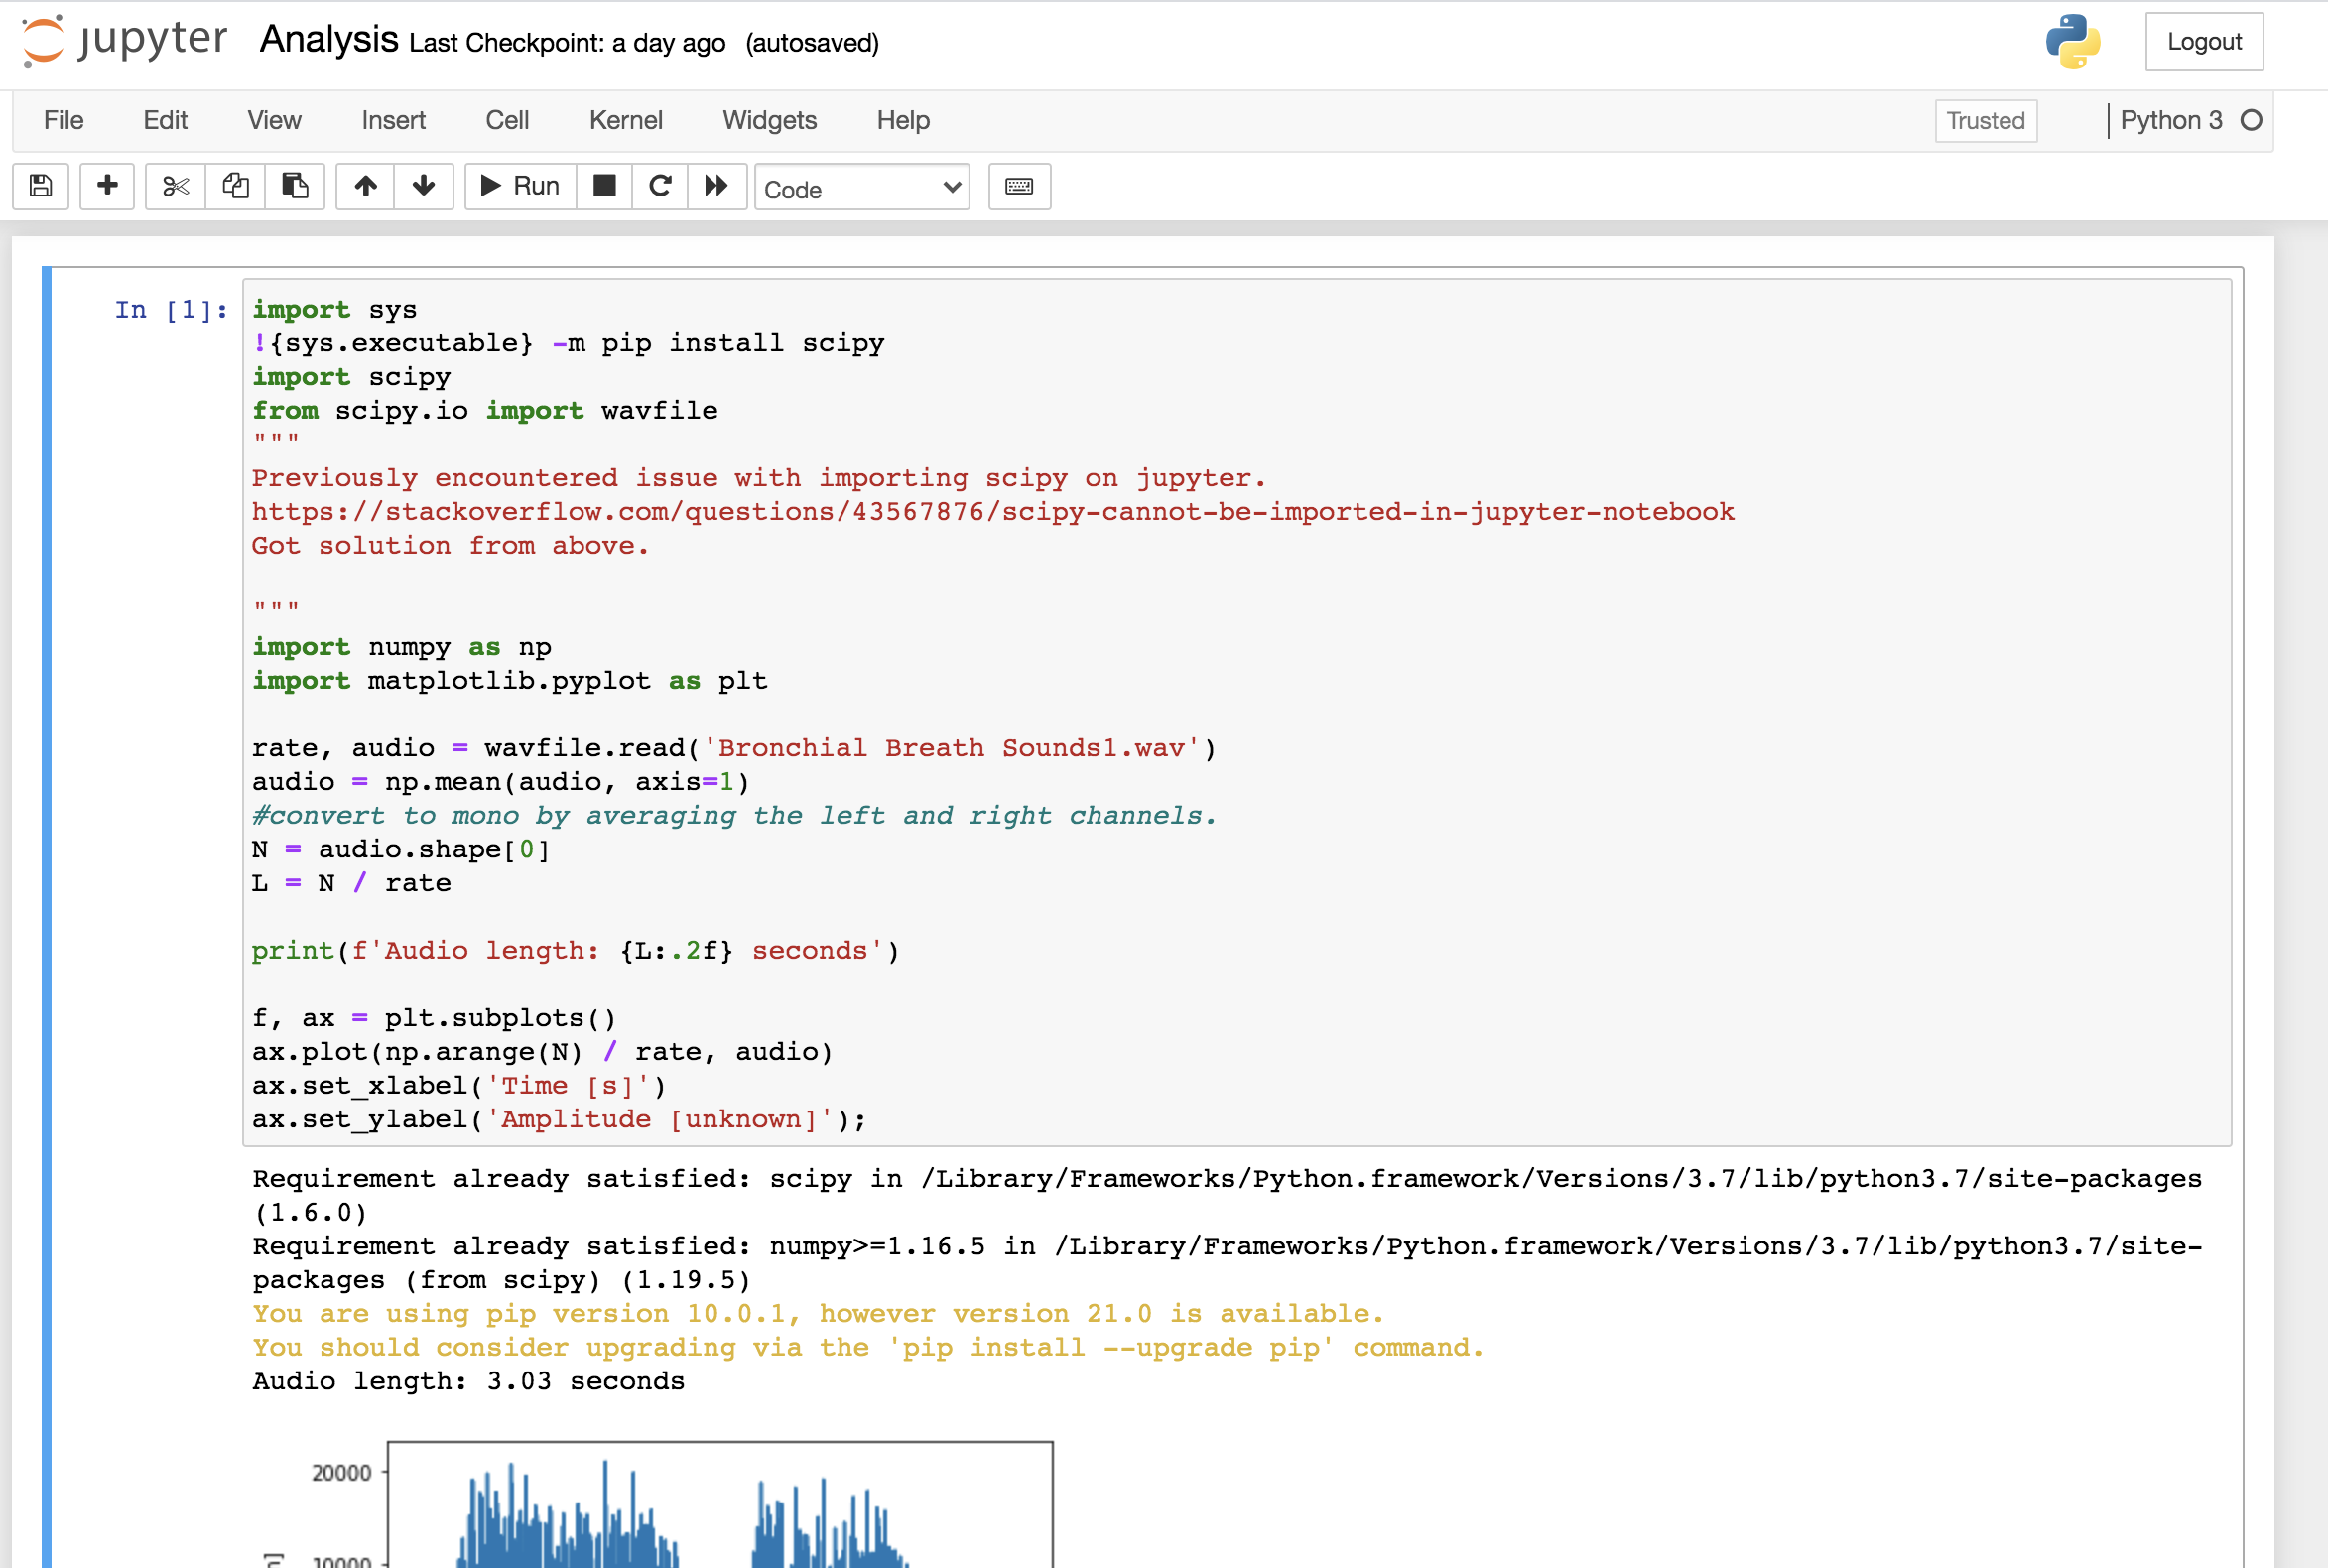 jupyter Analysis Last Checkpoint: a day ago (autosaved) Logout
File Edit View Insert Cell Kernel Widgets Help Trusted Python 3
Run Code
In [1]: import sys
!{sys.executable} -m pip install scipy
import scipy
from scipy.io import wavfile
"""
Previously encountered issue with importing scipy on jupyter.
https://stackoverflow.com/questions/43567876/scipy-cannot-be-imported-in-jupyter-notebook
Got solution from above.
"""
import numpy as np
import matplotlib.pyplot as plt
rate, audio = wavfile.read('Bronchial Breath Sounds1.wav')
audio = np.mean(audio, axis=1)
#convert to mono by averaging the left and right channels.
N = audio.shape[0]
L = N / rate
print(f'Audio length: {L:.2f} seconds')
f, ax = plt.subplots()
ax.plot(np.arange(N) / rate, audio)
ax.set_xlabel('Time [s]')
ax.set_ylabel('Amplitude [unknown]');
Requirement already satisfied: scipy in /Library/Frameworks/Python.framework/Versions/3.7/lib/python3.7/site-packages
(1.6.0)
Requirement already satisfied: numpy>=1.16.5 in /Library/Frameworks/Python.framework/Versions/3.7/lib/python3.7/site-
packages (from scipy) (1.19.5)
You are using pip version 10.0.1, however version 21.0 is available.
You should consider upgrading via the 'pip install --upgrade pip' command.
Audio length: 3.03 seconds
20000
10000